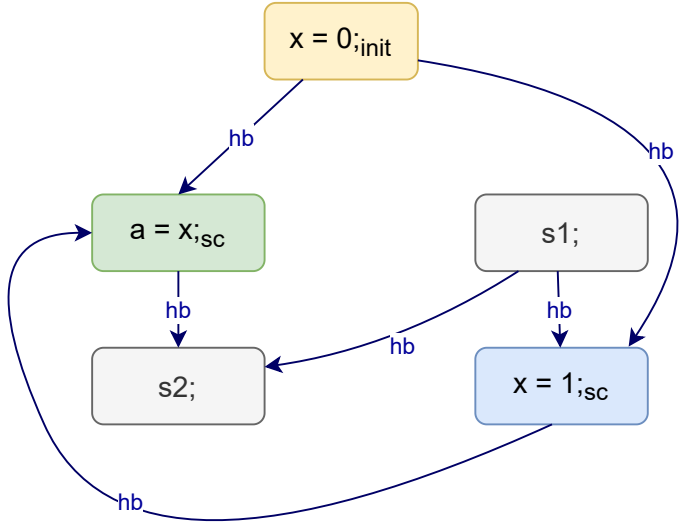 x = 0;init
hb
hb
a = x;sc
s1;
hb
hb
hb
s2;
x = 1;sc
hb